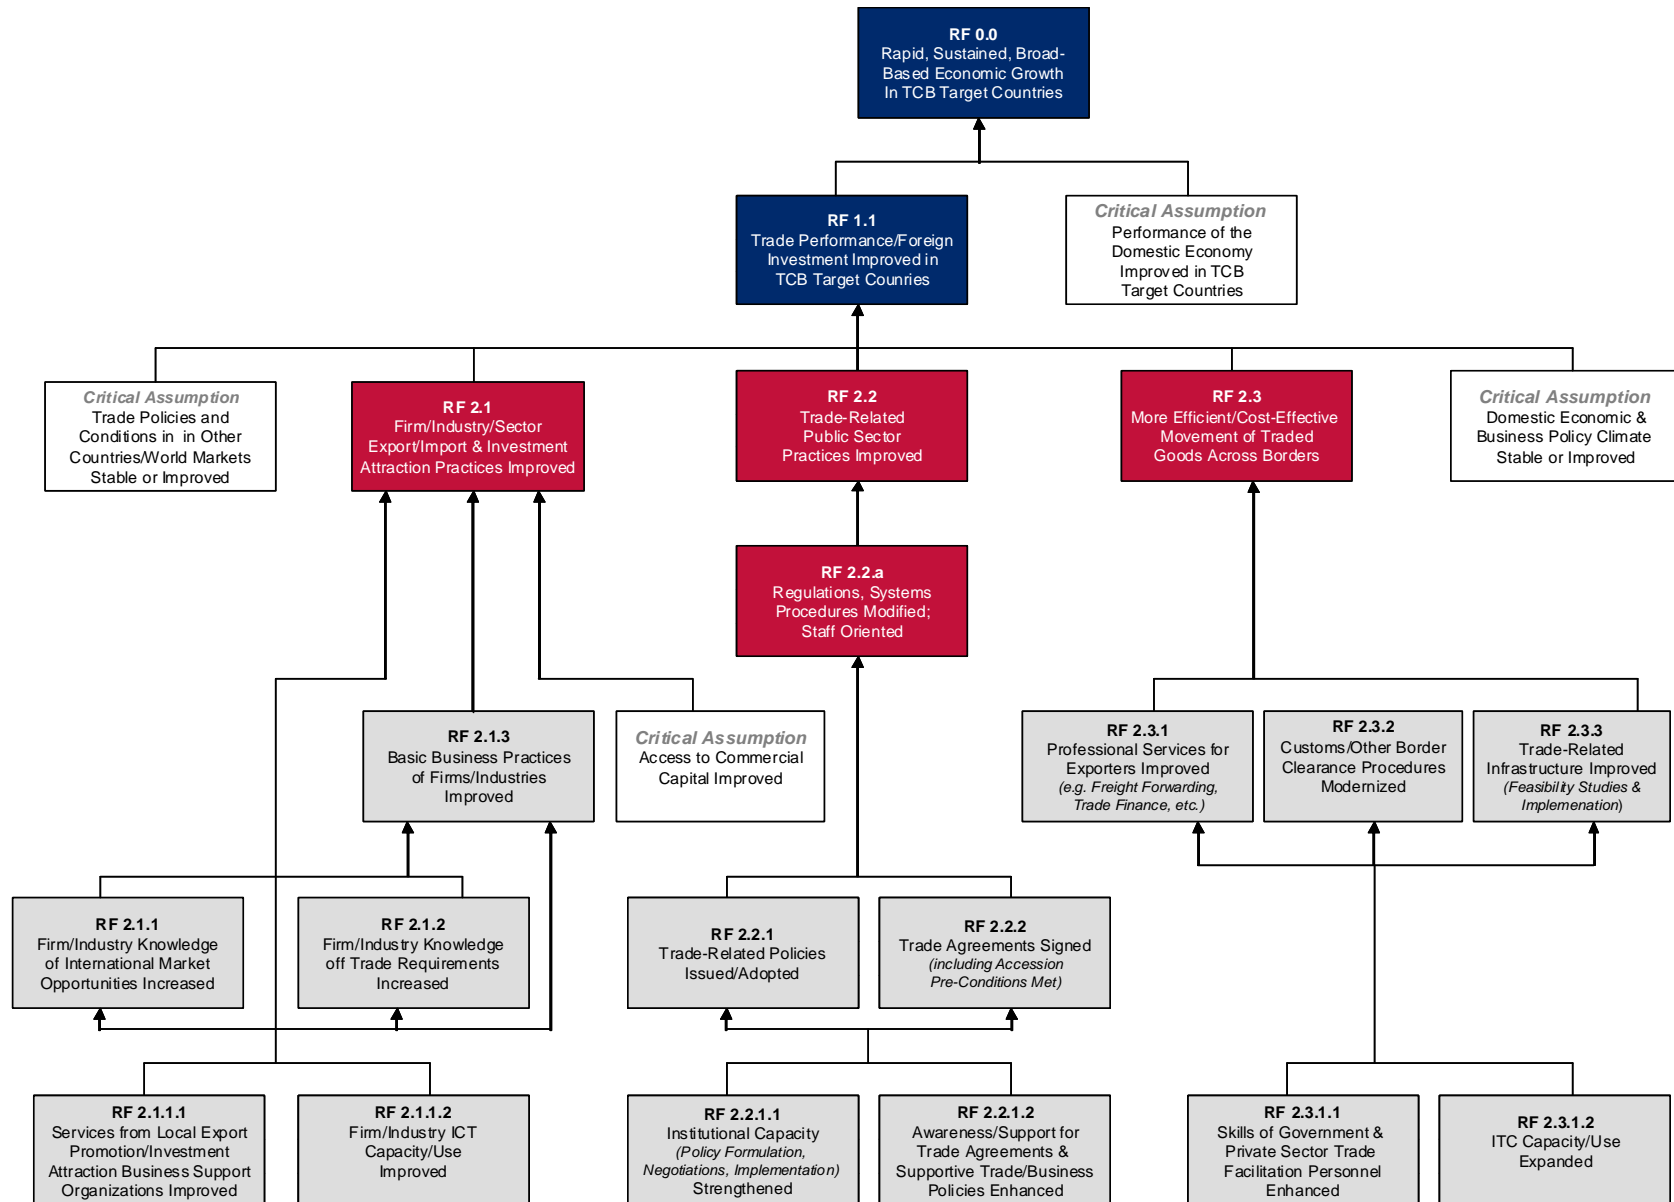 RF 0.0
Rapid, Sustained, Broad-
Based Economic Growth
In TCB Target Countries
RF 1.1
Trade Performance/Foreign
Investment Improved in
TCB Target Counries
Critical Assumption
Performance of the
Domestic Economy
Improved in TCB
Target Countries
Critical Assumption
Trade Policies and
Conditions in in Other
Countries/World Markets
Stable or Improved
RF 2.1
Firm/Industry/Sector
Export/Import & Investment
Attraction Practices Improved
RF 2.2
Trade-Related
Public Sector
Practices Improved
RF 2.3
More Efficient/Cost-Effective
Movement of Traded
Goods Across Borders
Critical Assumption
Domestic Economic &
Business Policy Climate
Stable or Improved
RF 2.2.a
Regulations, Systems
Procedures Modified;
Staff Oriented
RF 2.1.3
Basic Business Practices
of Firms/Industries
Improved
Critical Assumption
Access to Commercial
Capital Improved
RF 2.3.1
Professional Services for
Exporters Improved
(e.g. Freight Forwarding,
Trade Finance, etc.)
RF 2.3.2
Customs/Other Border
Clearance Procedures
Modernized
RF 2.3.3
Trade-Related
Infrastructure Improved
(Feasibility Studies &
Implemenation)
RF 2.1.1
Firm/Industry Knowledge
of International Market
Opportunities Increased
RF 2.1.2
Firm/Industry Knowledge
off Trade Requirements
Increased
RF 2.2.1
Trade-Related Policies
Issued/Adopted
RF 2.2.2
Trade Agreements Signed
(including Accession
Pre-Conditions Met)
RF 2.1.1.1
Services from Local Export
Promotion/Investment
Attraction Business Support
Organizations Improved
RF 2.1.1.2
Firm/Industry ICT
Capacity/Use
Improved
RF 2.2.1.1
Institutional Capacity
(Policy Formulation,
Negotiations, Implementation)
Strengthened
RF 2.2.1.2
Awareness/Support for
Trade Agreements &
Supportive Trade/Business
Policies Enhanced
RF 2.3.1.1
Skills of Government &
Private Sector Trade
Facilitation Personnel
Enhanced
RF 2.3.1.2
ITC Capacity/Use
Expanded